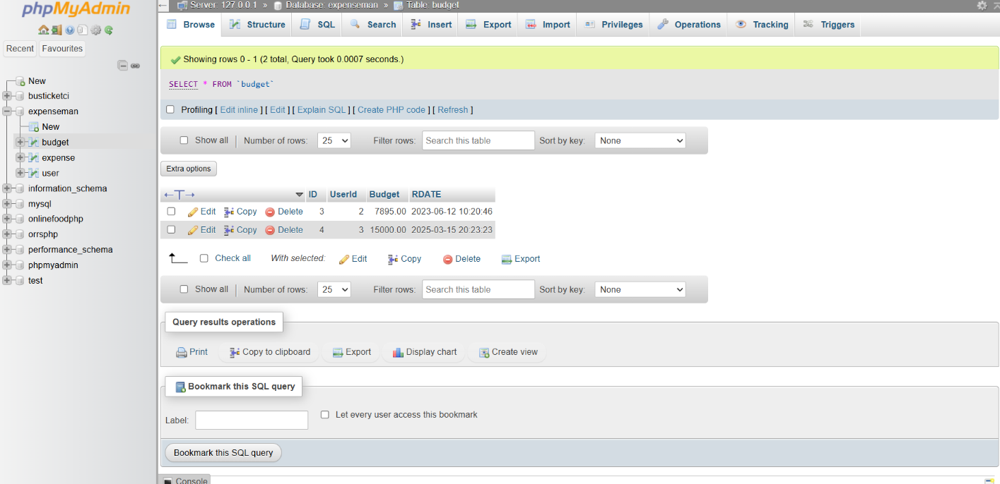 phpMyAdmin
Recent Favourites
New
busticketci
expenseman
New
budget
expense
user
information_schema
mysql
onlinefoodphp
orrsphp
performance_schema
phpmyadmin
test
Server: 127.0.0.1 » Database: expenseman » Table: budget
Browse Structure SQL Search Insert Export Import Privileges Operations Tracking Triggers
Showing rows 0 - 1 (2 total, Query took 0.0007 seconds.)
SELECT * FROM `budget`
Profiling [ Edit inline ] [ Edit ] [ Explain SQL ] [ Create PHP code ] [ Refresh ]
Show all | Number of rows: 25 Filter rows: Search this table Sort by key: None
Extra options
←T→ ID UserId Budget RDATE
Edit Copy Delete 3 2 7895.00 2023-06-12 10:20:46
Edit Copy Delete 4 3 15000.00 2025-03-15 20:23:23
Check all With selected: Edit Copy Delete Export
Show all | Number of rows: 25 Filter rows: Search this table Sort by key: None
Query results operations
Print Copy to clipboard Export Display chart Create view
Bookmark this SQL query
Label: Let every user access this bookmark
Bookmark this SQL query
Console